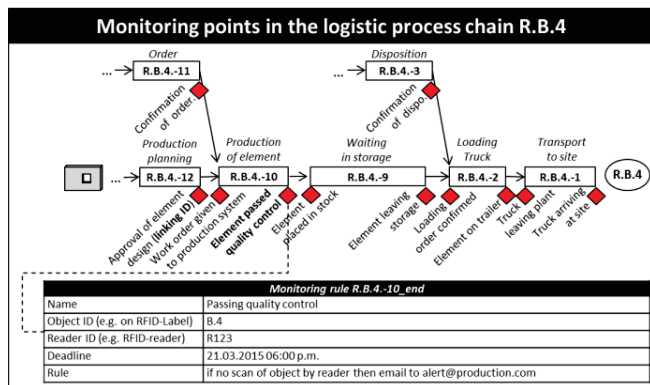 Monitoring points in the logistic process chain R.B.4
Order
Disposition
... R.B.4.-11
... R.B.4.-3
Confirmation
of order.
Confirmation
of dispo.
Production
planning
Production
of element
Waiting
in storage
Loading
Truck
Transport
to site
... R.B.4.-12
R.B.4.-10
R.B.4.-9
R.B.4.-2
R.B.4.-1
R.B.4
Approval of element
design (linking ID)
Work order given
to production system
Element passed
quality control
Element
placed in stock
Element leaving
storage
Loading
order confirmed
Element on trailer
Truck
leaving plant
Truck arriving
at site
Monitoring rule R.B.4.-10_end
Name Passing quality control
Object ID (e.g. on RFID-Label) B.4
Reader ID (e.g. RFID-reader) R123
Deadline 21.03.2015 06:00 p.m.
Rule if no scan of object by reader then email to alert@production.com